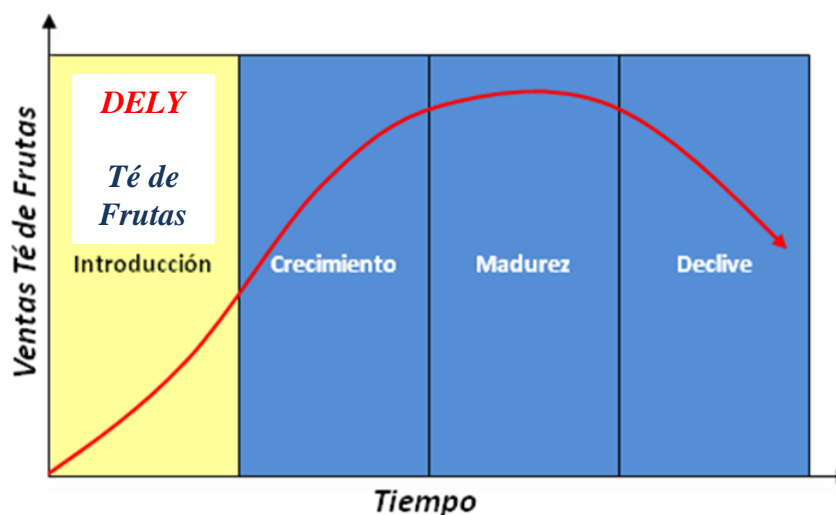 Ventas Té de Frutas
DELY
Té de
Frutas
Introducción
Crecimiento
Madurez
Declive
Tiempo